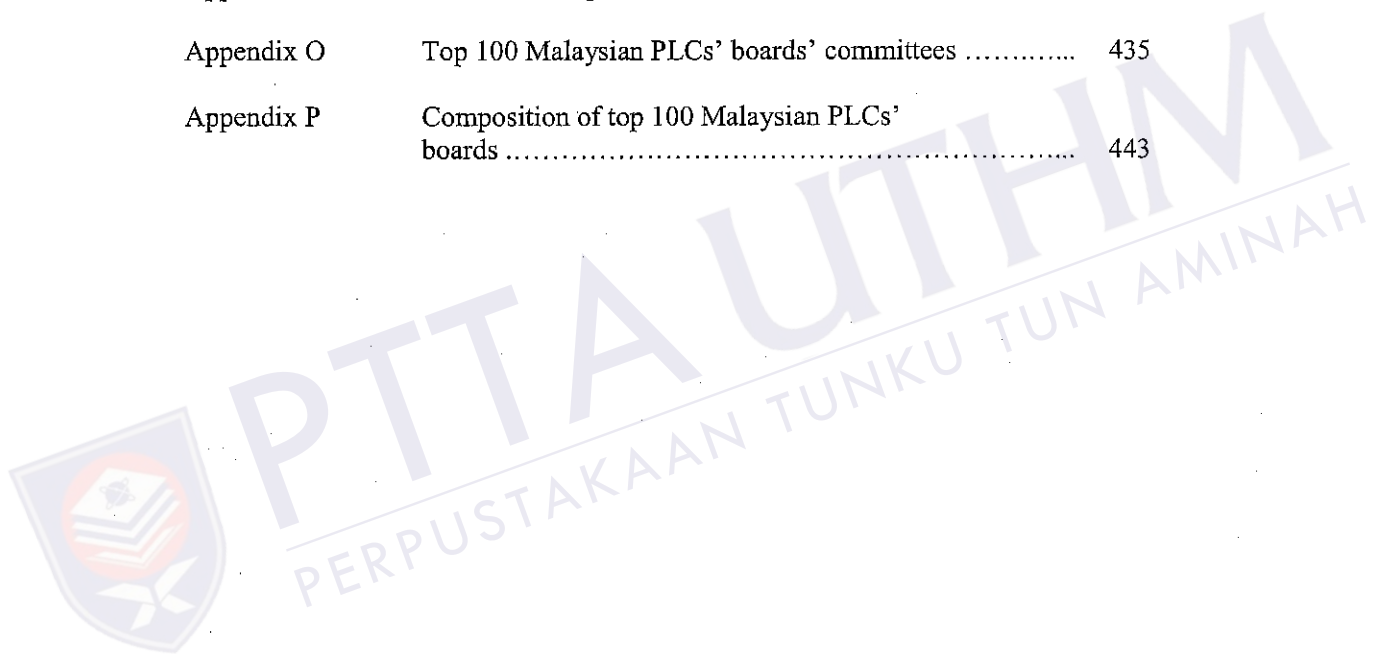 Appendix O Top 100 Malaysian PLCs' boards' committees ............. 435
Appendix P Composition of top 100 Malaysian PLCs'
boards ................................................................. 443
PTTA UTHM
PERPUSTAKAAN TUNKU TUN AMINAH